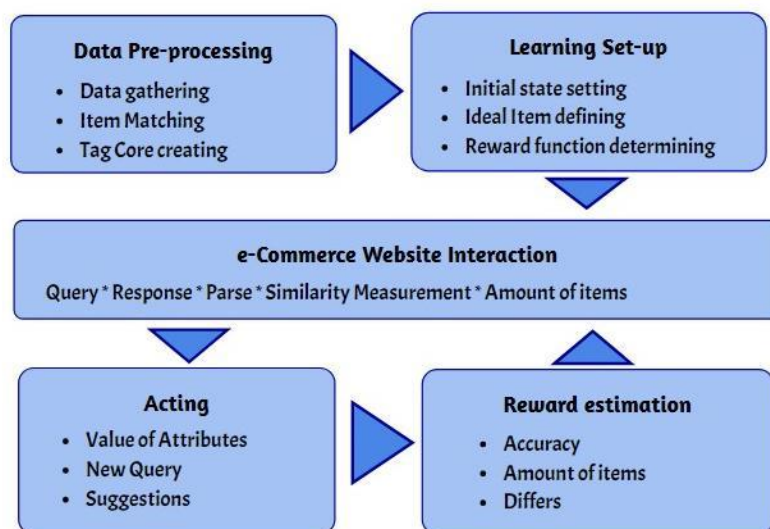 Data Pre-processing
• Data gathering
• Item Matching
• Tag Core creating
Learning Set-up
• Initial state setting
• Ideal Item defining
• Reward function determining
e-Commerce Website Interaction
Query * Response * Parse * Similarity Measurement * Amount of items
Acting
• Value of Attributes
• New Query
• Suggestions
Reward estimation
• Accuracy
• Amount of items
• Differs